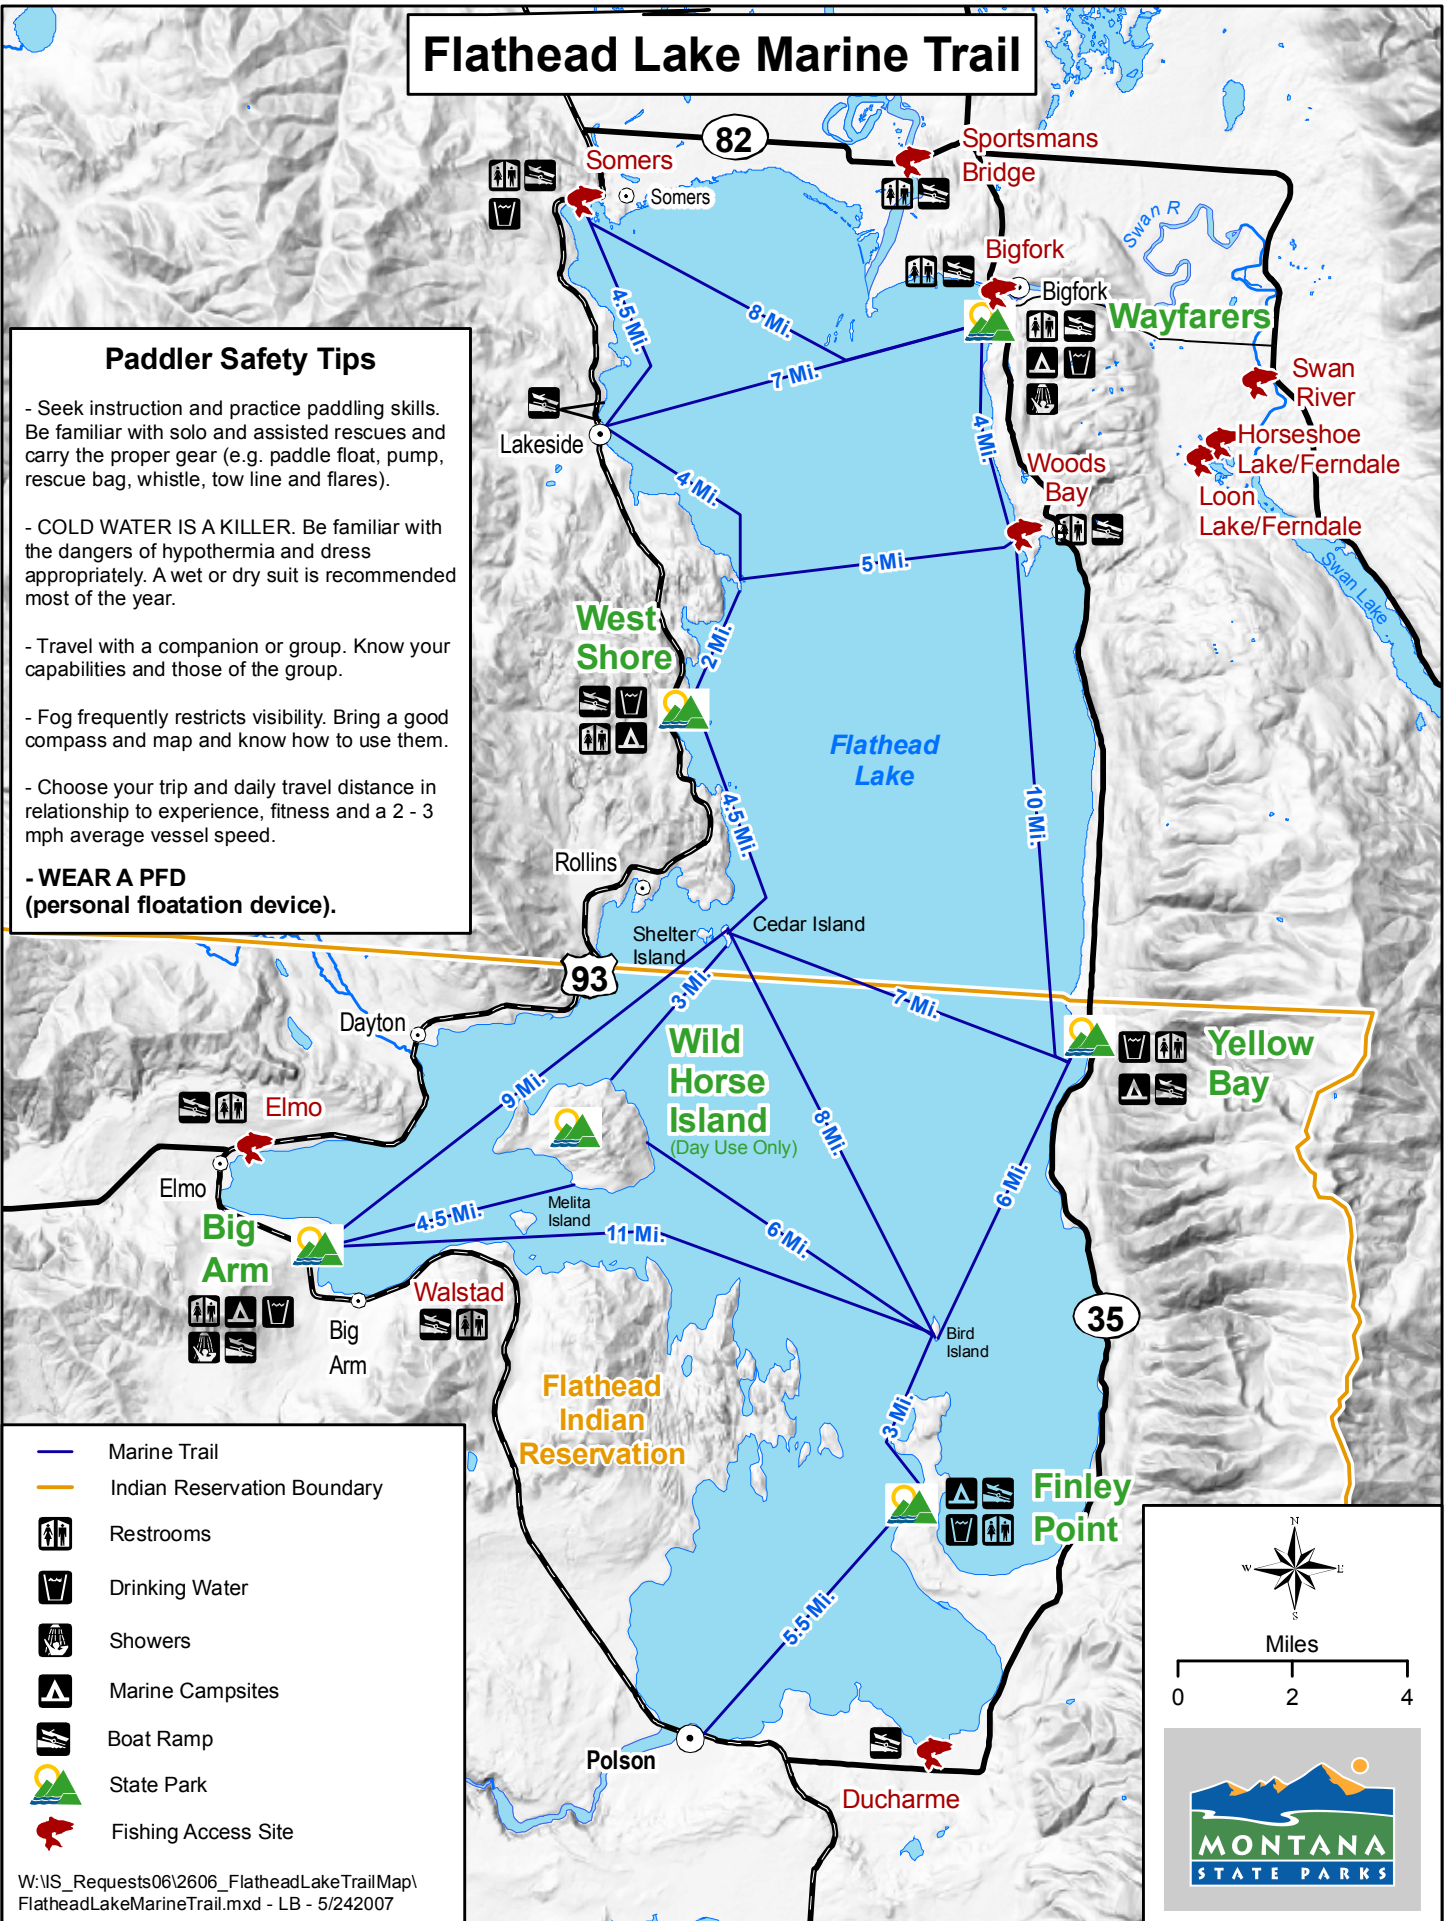 Flathead Lake Marine Trail
82
Somers
Somers
Sportsmans
Bridge
Bigfork
Bigfork
Wayfarers
Swan R
Swan
River
Horseshoe
Lake/Ferndale
Loon
Lake/Ferndale
Swan Lake
4.5 Mi.
8 Mi.
7 Mi.
4 Mi.
Paddler Safety Tips
- Seek instruction and practice paddling skills.
Be familiar with solo and assisted rescues and
carry the proper gear (e.g. paddle float, pump,
rescue bag, whistle, tow line and flares).
- COLD WATER IS A KILLER. Be familiar with
the dangers of hypothermia and dress
appropriately. A wet or dry suit is recommended
most of the year.
- Travel with a companion or group. Know your
capabilities and those of the group.
- Fog frequently restricts visibility. Bring a good
compass and map and know how to use them.
- Choose your trip and daily travel distance in
relationship to experience, fitness and a 2 - 3
mph average vessel speed.
- WEAR A PFD
(personal floatation device).
Lakeside
4 Mi.
Woods
Bay
5 Mi.
West
Shore
2 Mi.
Flathead
Lake
4.5 Mi.
10 Mi.
Rollins
Shelter
Island
Cedar Island
93
3 Mi.
7 Mi.
Dayton
Wild
Horse
Island
(Day Use Only)
Yellow
Bay
9 Mi.
8 Mi.
Elmo
Elmo
6 Mi.
Melita
Island
4.5 Mi.
11 Mi.
6 Mi.
Big
Arm
Walstad
Big
Arm
35
Bird
Island
Flathead
Indian
Reservation
3 Mi.
Finley
Point
5.5 Mi.
Polson
Ducharme
Marine Trail
Indian Reservation Boundary
Restrooms
Drinking Water
Showers
Marine Campsites
Boat Ramp
State Park
Fishing Access Site
W:\IS_Requests06\2606_FlatheadLakeTrailMap\
FlatheadLakeMarineTrail.mxd - LB - 5/242007
N
W E
S
Miles
0 2 4
MONTANA
STATE PARKS